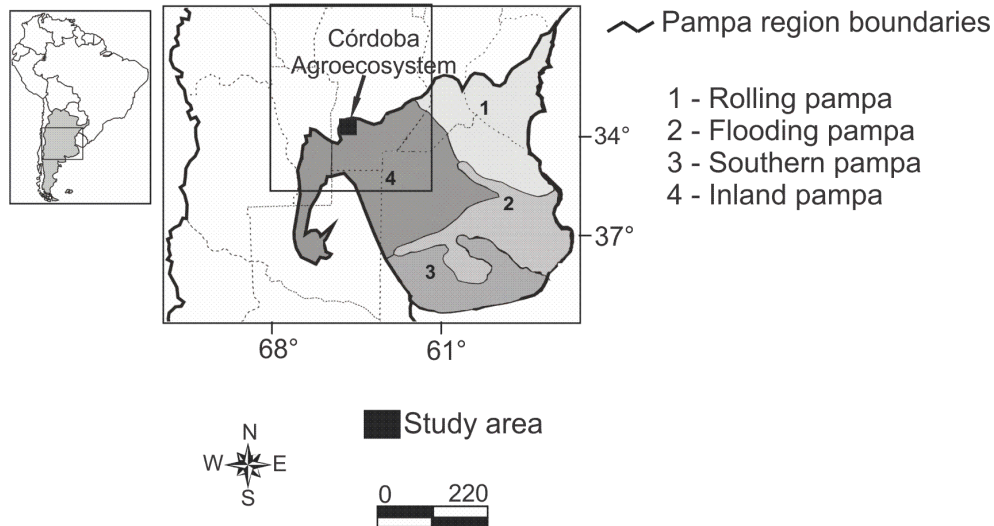 Córdoba
Agroecosystem
1
2
3
4
34°
37°
68°
61°
Pampa region boundaries
1 - Rolling pampa
2 - Flooding pampa
3 - Southern pampa
4 - Inland pampa
Study area
N
W
E
S
0 220